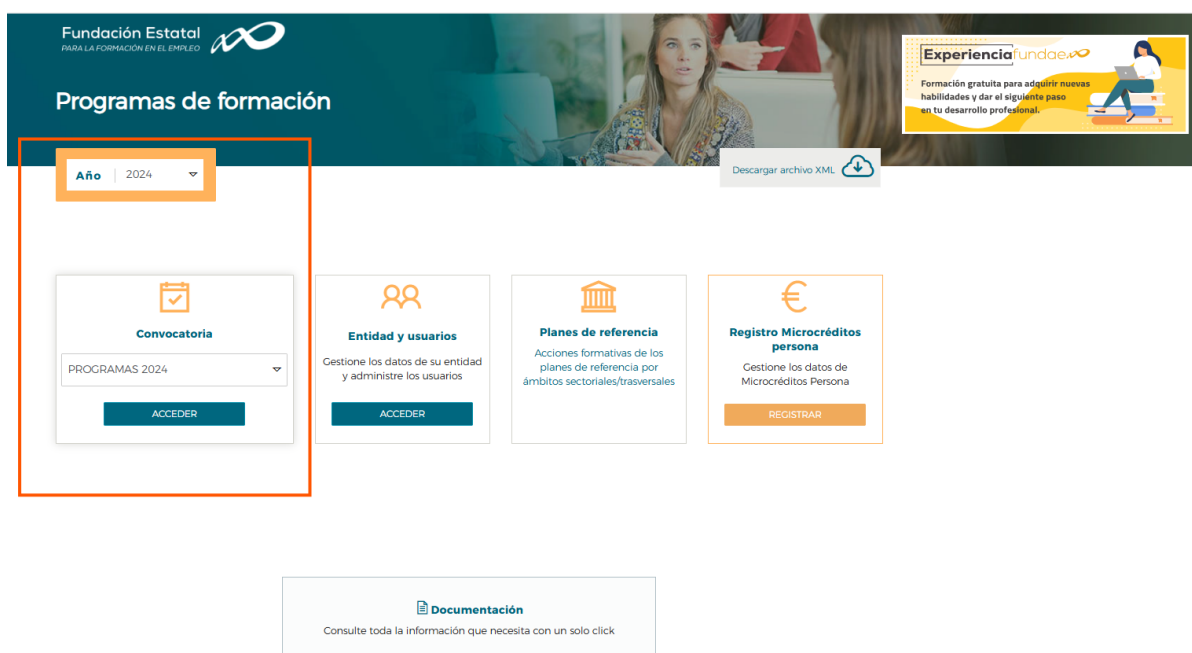 Fundación Estatal
PARA LA FORMACIÓN EN EL EMPLEO
Programas de formación
Experiencia fundae
Formación gratuita para adquirir nuevas
habilidades y dar el siguiente paso
en tu desarrollo profesional.
Año 2024
Descargar archivo XML
Convocatoria
PROGRAMAS 2024
ACCEDER
Entidad y usuarios
Gestione los datos de su entidad
y administre los usuarios
ACCEDER
Planes de referencia
Acciones formativas de los
planes de referencia por
ámbitos sectoriales/trasversales
Registro Microcréditos
persona
Gestione los datos de
Microcréditos Persona
REGISTRAR
Documentación
Consulte toda la información que necesita con un solo click